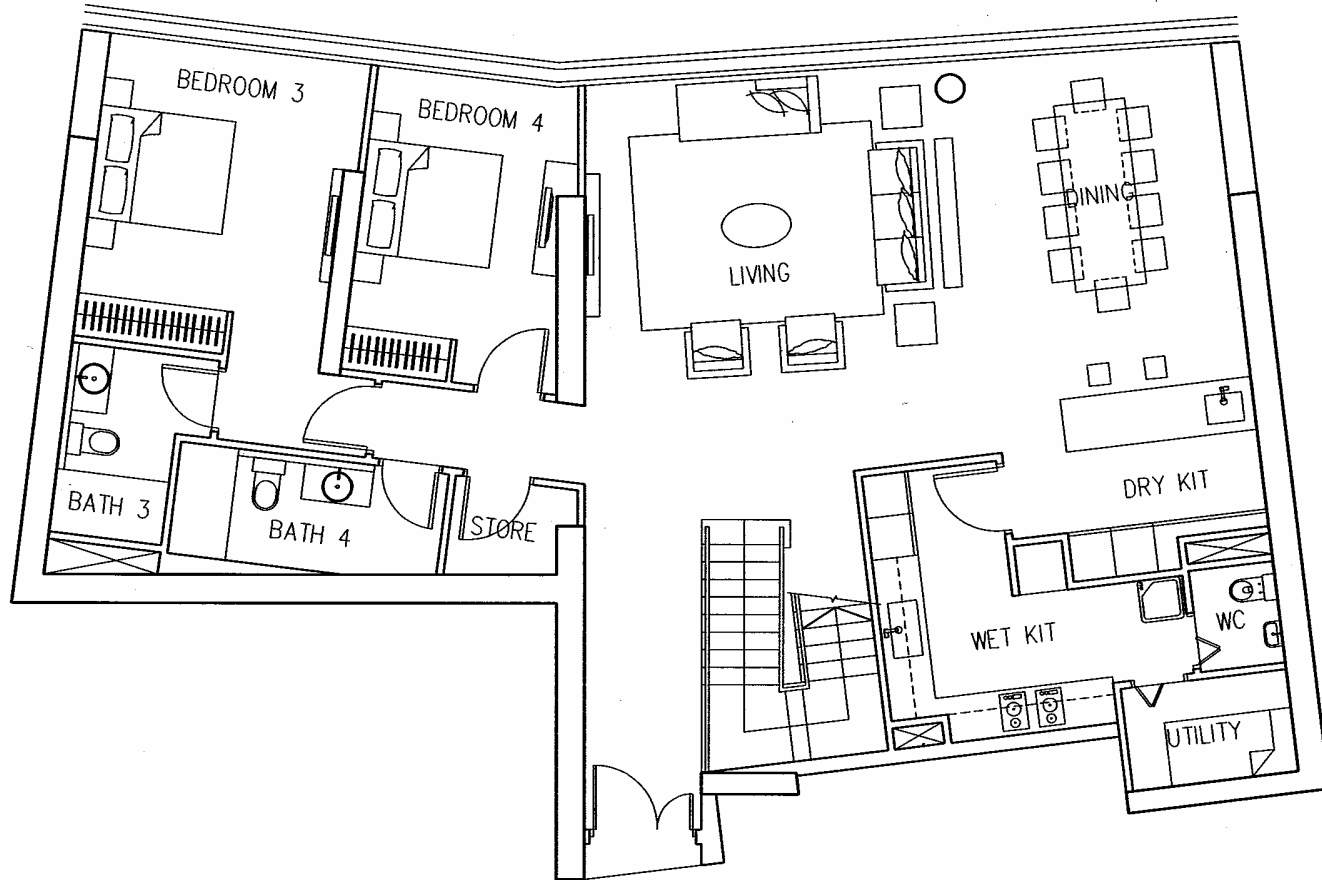 BEDROOM 3
BEDROOM 4
DINING
LIVING
DRY KIT
BATH 3
BATH 4
STORE
WET KIT
WC
UTILITY